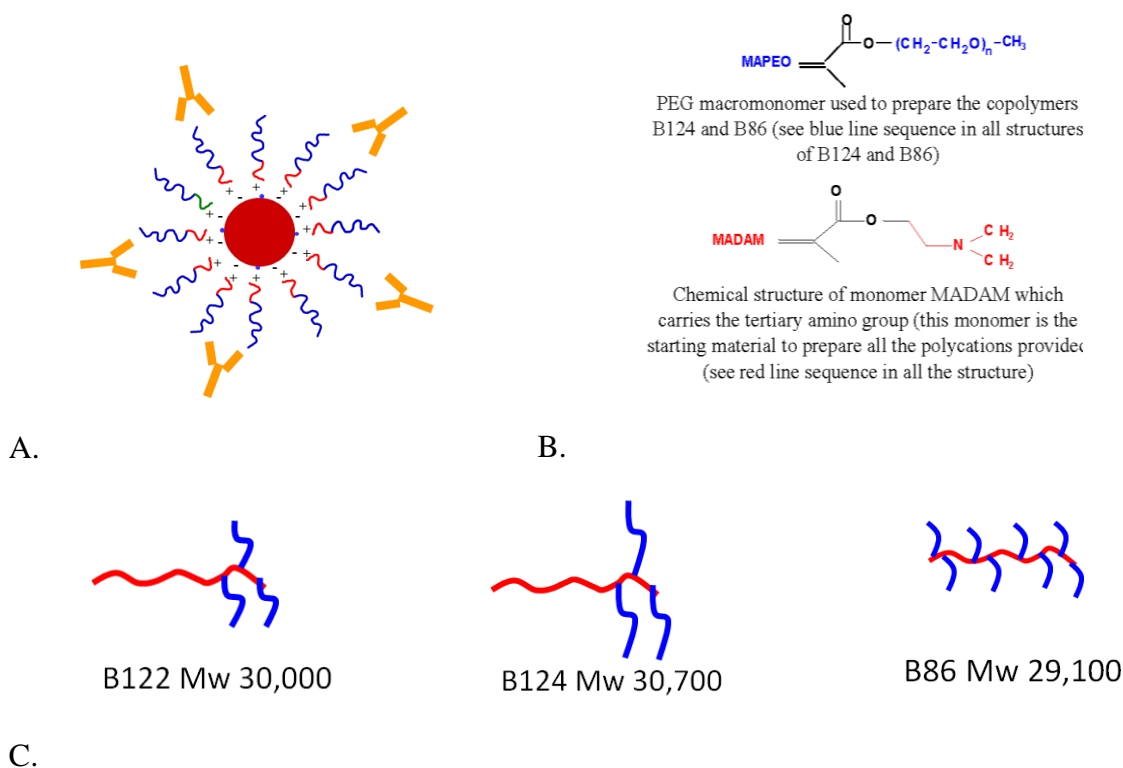 O
O
(CH₂-CH₂O)ₙ-CH₃
MAPEO
PEG macromonomer used to prepare the copolymers
B124 and B86 (see blue line sequence in all structures
of B124 and B86)
O
O
MADAM
N
CH₂
CH₂
Chemical structure of monomer MADAM which
carries the tertiary amino group (this monomer is the
starting material to prepare all the polycations provided
(see red line sequence in all the structure)
A.
B.
B122 Mw 30,000
B124 Mw 30,700
B86 Mw 29,100
C.